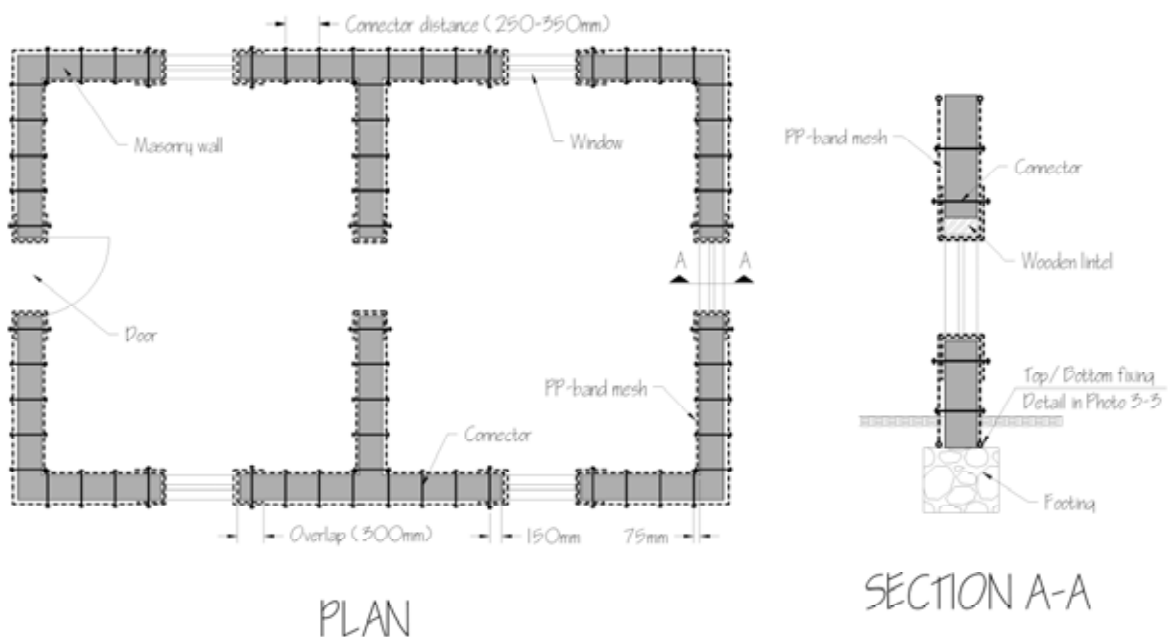 Connector distance (250-350mm)
Masonry wall
Window
Door
A A
PP-band mesh
Connector
Overlap (300mm)
150mm
75mm
PLAN
PP-band mesh
Connector
Wooden lintel
Top/Bottom fixing
Detail in Photo 3-3
Footing
SECTION A-A